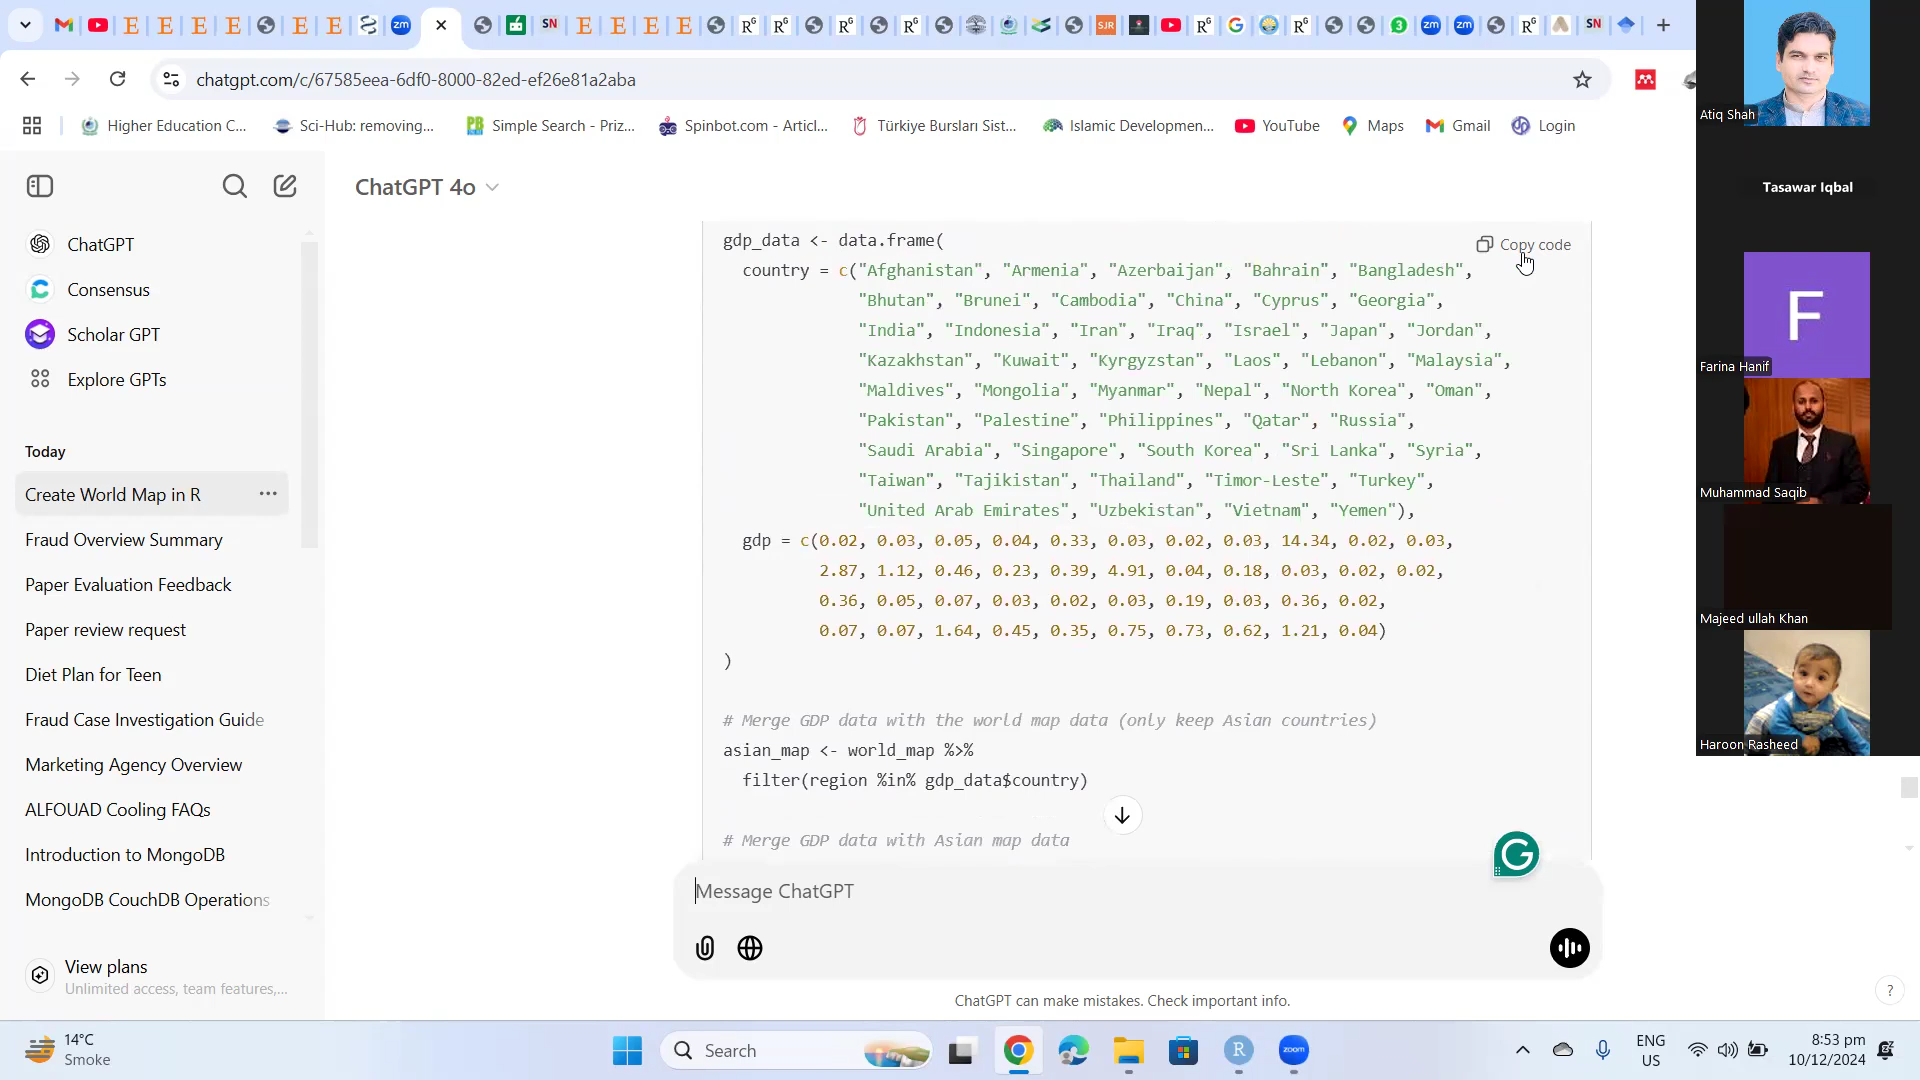 chatgpt.com/c/67585eea-6df0-8000-82ed-ef26e81a2aba
Higher Education C...
Sci-Hub: removing...
Simple Search - Priz...
Spinbot.com - Articl...
Türkiye Bursları Sist...
Islamic Developmen...
YouTube
Maps
Gmail
Login
ChatGPT
Consensus
Scholar GPT
Explore GPTs
Today
Create World Map in R
Fraud Overview Summary
Paper Evaluation Feedback
Paper review request
Diet Plan for Teen
Fraud Case Investigation Guide
Marketing Agency Overview
ALFOUAD Cooling FAQs
Introduction to MongoDB
MongoDB CouchDB Operations
View plans
Unlimited access, team features,...
ChatGPT 4o
Copy code
gdp_data <- data.frame(
country = c("Afghanistan", "Armenia", "Azerbaijan", "Bahrain", "Bangladesh",
"Bhutan", "Brunei", "Cambodia", "China", "Cyprus", "Georgia",
"India", "Indonesia", "Iran", "Iraq", "Israel", "Japan", "Jordan",
"Kazakhstan", "Kuwait", "Kyrgyzstan", "Laos", "Lebanon", "Malaysia",
"Maldives", "Mongolia", "Myanmar", "Nepal", "North Korea", "Oman",
"Pakistan", "Palestine", "Philippines", "Qatar", "Russia",
"Saudi Arabia", "Singapore", "South Korea", "Sri Lanka", "Syria",
"Taiwan", "Tajikistan", "Thailand", "Timor-Leste", "Turkey",
"United Arab Emirates", "Uzbekistan", "Vietnam", "Yemen"),
gdp = c(0.02, 0.03, 0.05, 0.04, 0.33, 0.03, 0.02, 0.03, 14.34, 0.02, 0.03,
2.87, 1.12, 0.46, 0.23, 0.39, 4.91, 0.04, 0.18, 0.03, 0.02, 0.02,
0.36, 0.05, 0.07, 0.03, 0.02, 0.03, 0.19, 0.03, 0.36, 0.02,
0.07, 0.07, 1.64, 0.45, 0.35, 0.75, 0.73, 0.62, 1.21, 0.04)
)
# Merge GDP data with the world map data (only keep Asian countries)
asian_map <- world_map %>%
filter(region %in% gdp_data$country)
# Merge GDP data with Asian map data
Message ChatGPT
ChatGPT can make mistakes. Check important info.
?
Atiq Shah
Tasawar Iqbal
F
Farina Hanif
Muhammad Saqib
Majeed ullah Khan
Haroon Rasheed
14°C
Smoke
Search
zoom
ENG
US
8:53 pm
10/12/2024